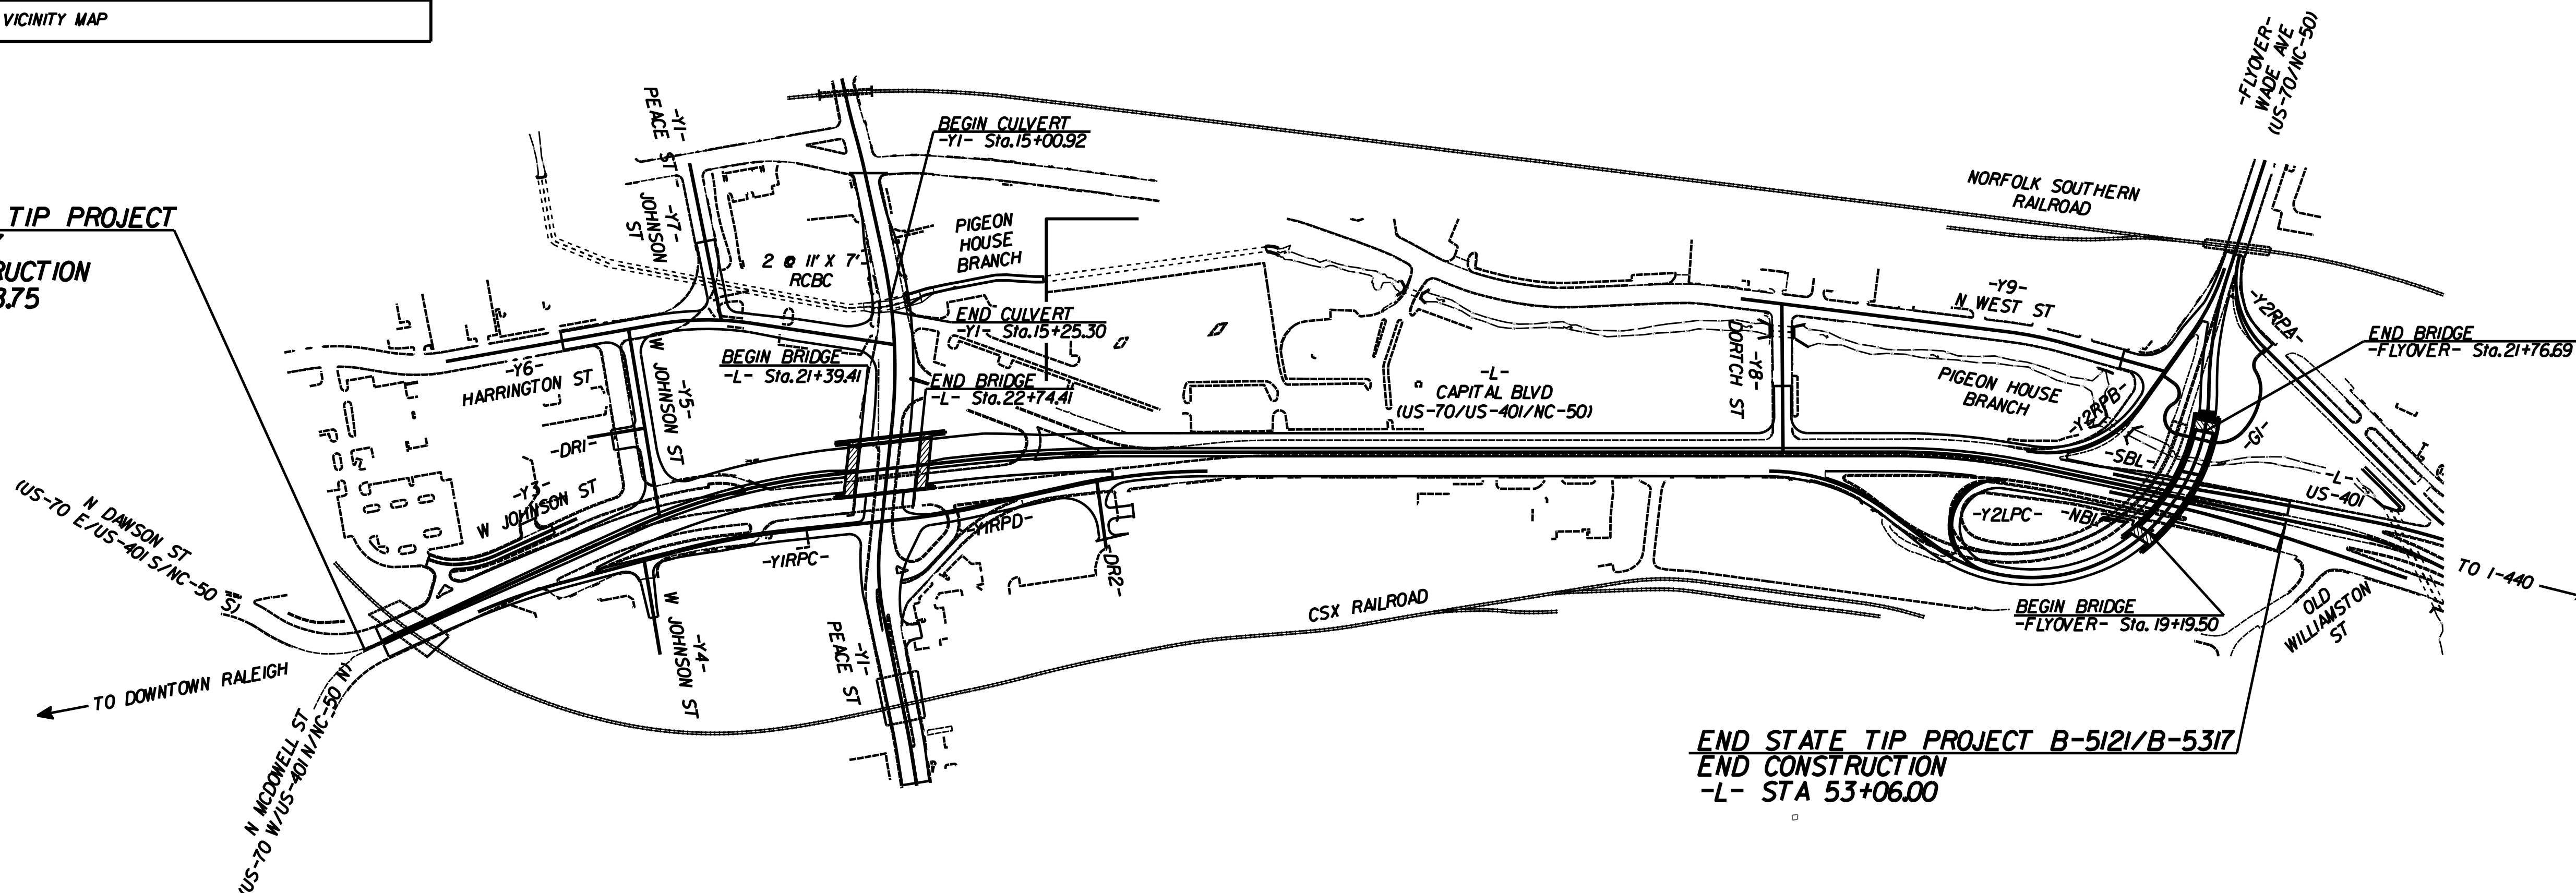 VICINITY MAP
TIP PROJECT
3.75
-Y1-
PEACE ST
-Y7-
JOHNSON
ST
BEGIN CULVERT
-Y1- Sta.15+00.92
2 @ 11' X 7'
RCBC
PIGEON
HOUSE
BRANCH
END CULVERT
-Y1- Sta.15+25.30
BEGIN BRIDGE
-L- Sta.21+39.41
END BRIDGE
-L- Sta.22+74.41
-Y6-
HARRINGTON ST
-Y5-
W JOHNSON ST
-DR1-
-Y3-
W JOHNSON ST
N DAWSON ST
(US-70 E/US-401 S/NC-50 S)
TO DOWNTOWN RALEIGH
N MCDOWELL ST
(US-70 W/US-401 N/NC-50 N)
-Y4-
W JOHNSON ST
-Y1RPC-
-Y1RPD-
-DR2-
-Y1-
PEACE ST
CSX RAILROAD
-L-
CAPITAL BLVD
(US-70/US-401/NC-50)
-Y8-
DORTCH ST
-Y9-
N WEST ST
NORFOLK SOUTHERN
RAILROAD
-FLYOVER-
WADE AVE
(US-70/NC-50)
-Y2RPA-
END BRIDGE
-FLYOVER- Sta.21+76.69
PIGEON HOUSE
BRANCH
-Y2RPB-
-SBL-
-G1-
-L-
US-401
-Y2LPC-
-NBL-
TO I-440
BEGIN BRIDGE
-FLYOVER- Sta. 19+19.50
OLD
WILLIAMSTON
ST
END STATE TIP PROJECT B-5121/B-5317
END CONSTRUCTION
-L- STA 53+06.00